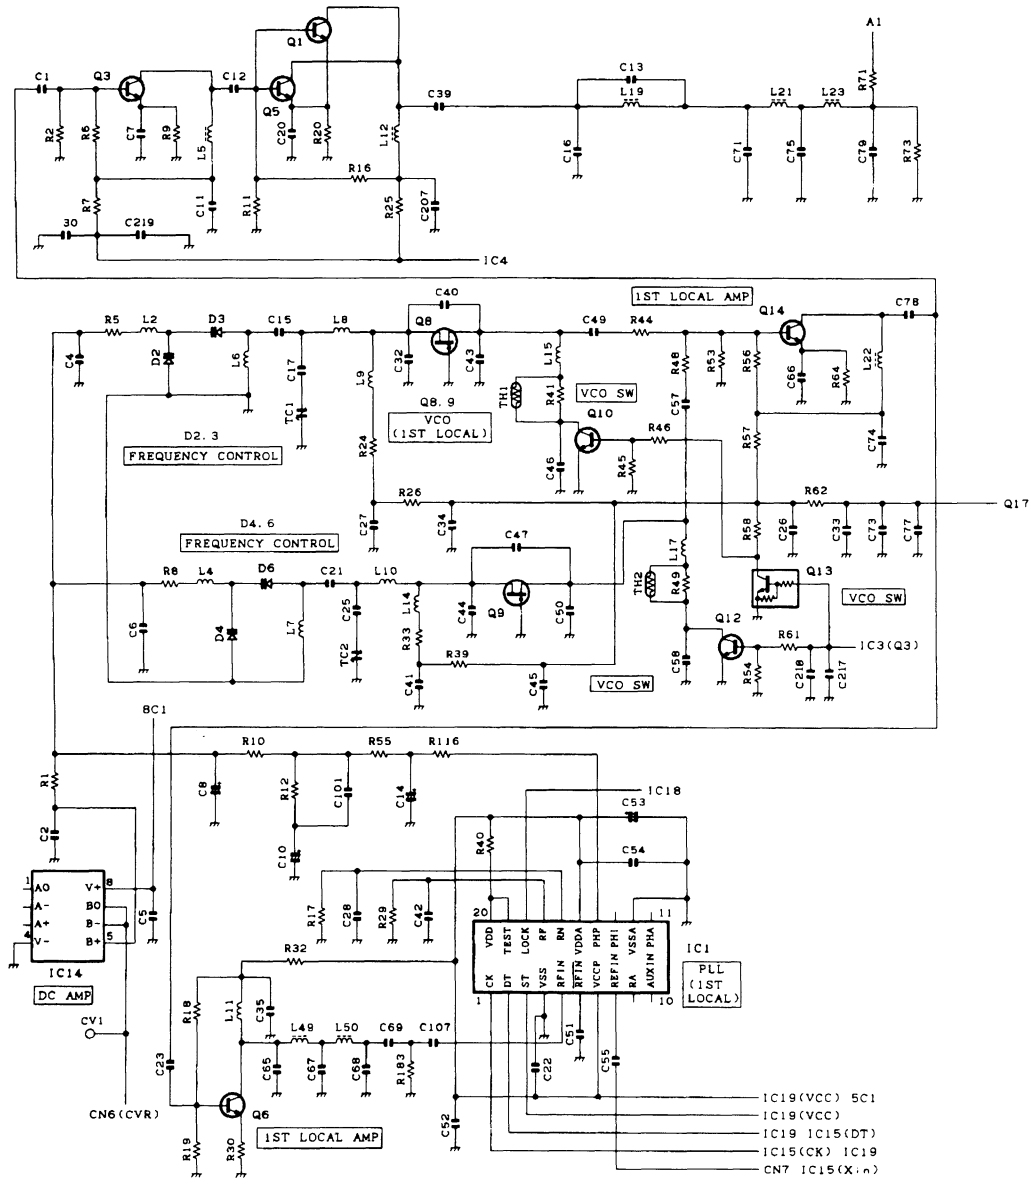 A1
Q1
C13
C1
Q3
C12
C39
L19
L21
L23
R71
Q5
R2
R6
C7
R9
L5
C20
R20
L12
C16
C71
C75
C79
R73
R16
R7
C11
R11
R25
C207
30
C219
IC4
C40
1ST LOCAL AMP
Q14
C78
R5
L2
D3
C15
L8
Q8
C49
R44
C4
D2
L6
C17
C32
C43
L15
R48
R53
R56
C66
R64
L22
L9
TH1
R41
VCO SW
TC1
Q8.9
VCO
(1ST LOCAL)
Q10
C57
D2.3
FREQUENCY CONTROL
R24
R46
R57
C74
C46
R45
R26
R62
Q17
C27
C34
R58
C26
C33
C73
C77
D4.6
FREQUENCY CONTROL
C47
L17
R8
L4
D6
C21
L10
Q9
TH2
R49
Q13
VCO SW
C6
D4
L7
C25
L14
C44
C50
Q12
R33
TC2
R39
R61
IC3(Q3)
C41
C45
C58
R54
C218
C217
VCO SW
8C1
R10
R55
R116
R1
C8
R12
C101
C14
IC18
C53
C2
C10
R40
C54
1
A0
V+
8
A-
B0
A+
B-
4
V-
B+
5
C5
R17
C28
R29
C42
20
11
VDD
TEST
LOCK
RF
RN
VDDA
PHP
PHI
VSSA
PHA
IC14
DC AMP
R32
CK
DT
ST
VSS
RFIN
RFIN
VCCP
REFIN
RA
AUXIN
1
10
IC1
PLL
(1ST
LOCAL)
R18
L11
C35
CV1
L49
L50
C69
C107
C51
C23
C65
C67
C68
R183
C22
C55
CN6(CVR)
Q6
C52
IC19(VCC) 5C1
IC19(VCC)
R19
R30
1ST LOCAL AMP
IC19 IC15(DT)
IC15(CK) IC19
CN7 IC15(Xin)